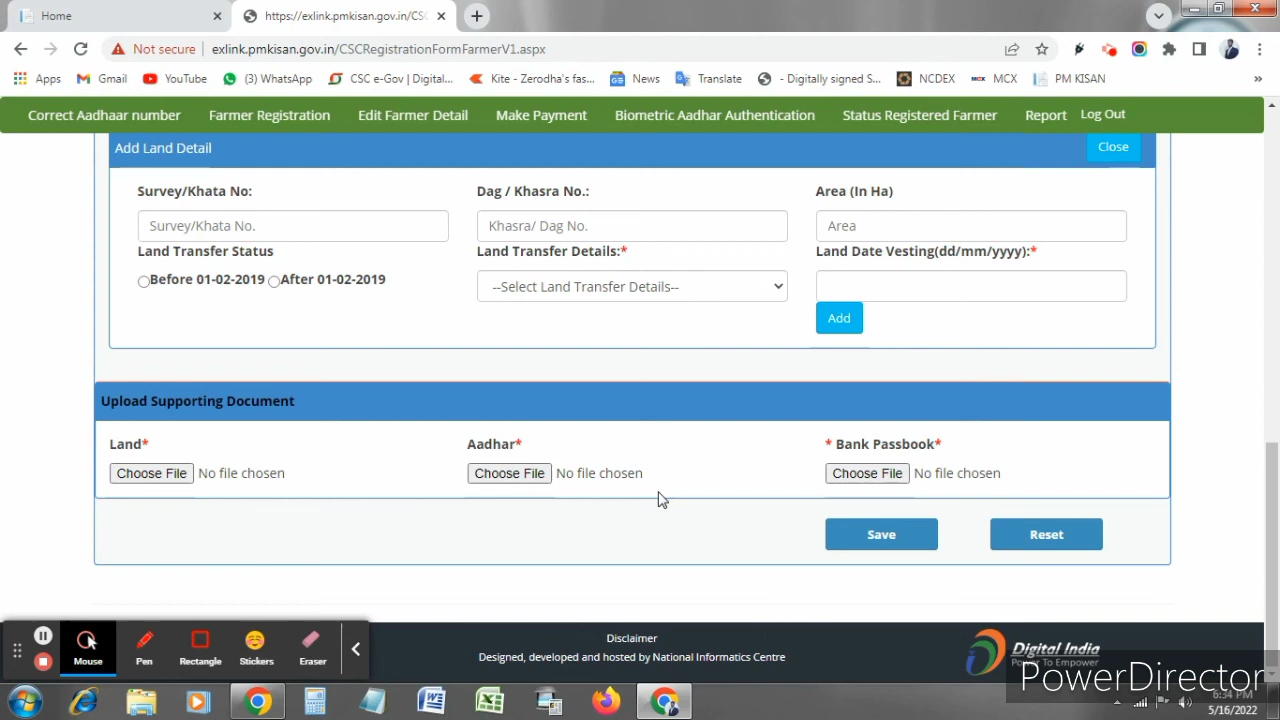 Home
https://exlink.pmkisan.gov.in/CSC
Not secure | exlink.pmkisan.gov.in/CSCRegistrationFormFarmerV1.aspx
Apps Gmail YouTube (3) WhatsApp CSC e-Gov | Digital... Kite - Zerodha's fas... News Translate - Digitally signed S... NCDEX MCX PM KISAN »
Correct Aadhaar number Farmer Registration Edit Farmer Detail Make Payment Biometric Aadhar Authentication Status Registered Farmer Report Log Out
Add Land Detail Close
Survey/Khata No: Dag / Khasra No.: Area (In Ha)
Survey/Khata No. Khasra/ Dag No. Area
Land Transfer Status Land Transfer Details:* Land Date Vesting(dd/mm/yyyy):*
Before 01-02-2019 After 01-02-2019 --Select Land Transfer Details--
Add
Upload Supporting Document
Land* Aadhar* * Bank Passbook*
Choose File No file chosen Choose File No file chosen Choose File No file chosen
Save Reset
Disclaimer
Designed, developed and hosted by National Informatics Centre
Digital India
Power To Empower
Mouse Pen Rectangle Stickers Eraser
PowerDirector
6:34 PM
5/16/2022